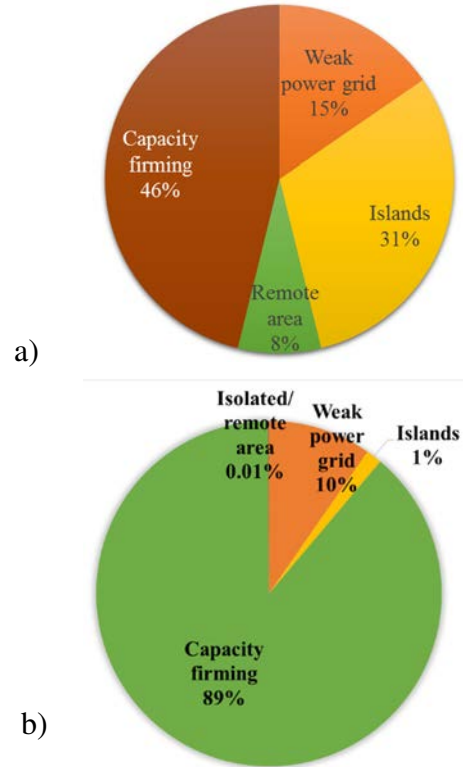 Weak
power grid
15%
Capacity
firming
46%
Islands
31%
Remote
area
8%
a)
Isolated/
remote
area
0.01%
Weak
power
grid
10%
Islands
1%
Capacity
firming
89%
b)